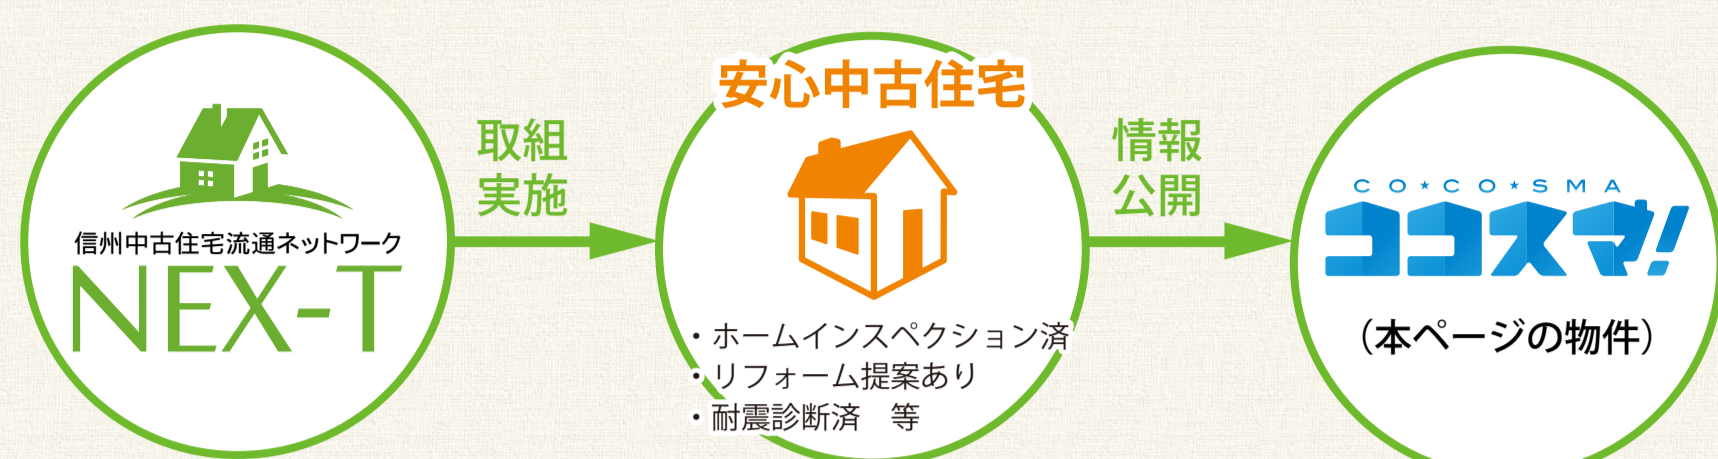 信州中古住宅流通ネットワーク
NEX-T
取組
実施
安心中古住宅
・ホームインスペクション済
・リフォーム提案あり
・耐震診断済　等
情報
公開
CO★CO★SMA
ココスマ!
（本ページの物件）